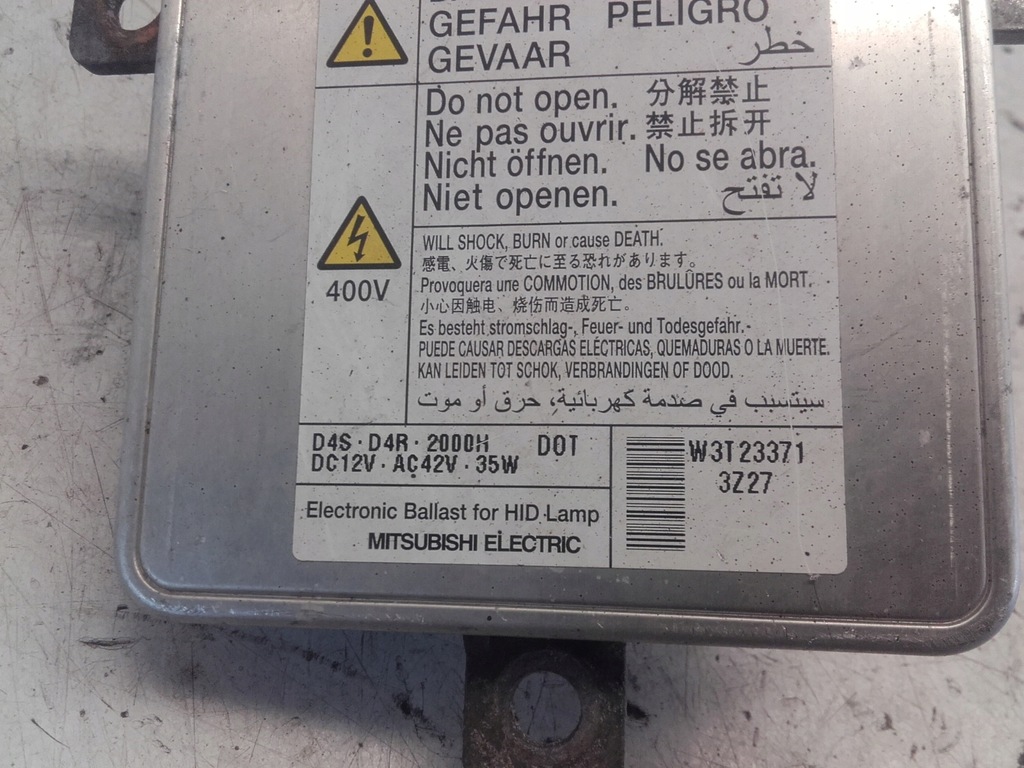 GEFAHR PELIGRO
GEVAAR خطر
Do not open. 分解禁止
Ne pas ouvrir. 禁止拆开
Nicht öffnen. No se abra.
Niet openen. لا تفتح
400V
WILL SHOCK, BURN or cause DEATH.
感電、火傷で死亡に至る恐れがあります。
Provoquera une COMMOTION, des BRULÛRES ou la MORT.
小心因触电、烧伤而造成死亡。
Es besteht stromschlag-, Feuer- und Todesgefahr.-
PUEDE CAUSAR DESCARGAS ELÉCTRICAS, QUEMADURAS O LA MUERTE.
KAN LEIDEN TOT SCHOK, VERBRANDINGEN OF DOOD.
سيتسبب في صدمة كهربائية، حرق أو موت
D4S · D4R · 2000H DOT
DC12V · AC42V · 35W
W3T23371
3Z27
Electronic Ballast for HID Lamp
MITSUBISHI ELECTRIC